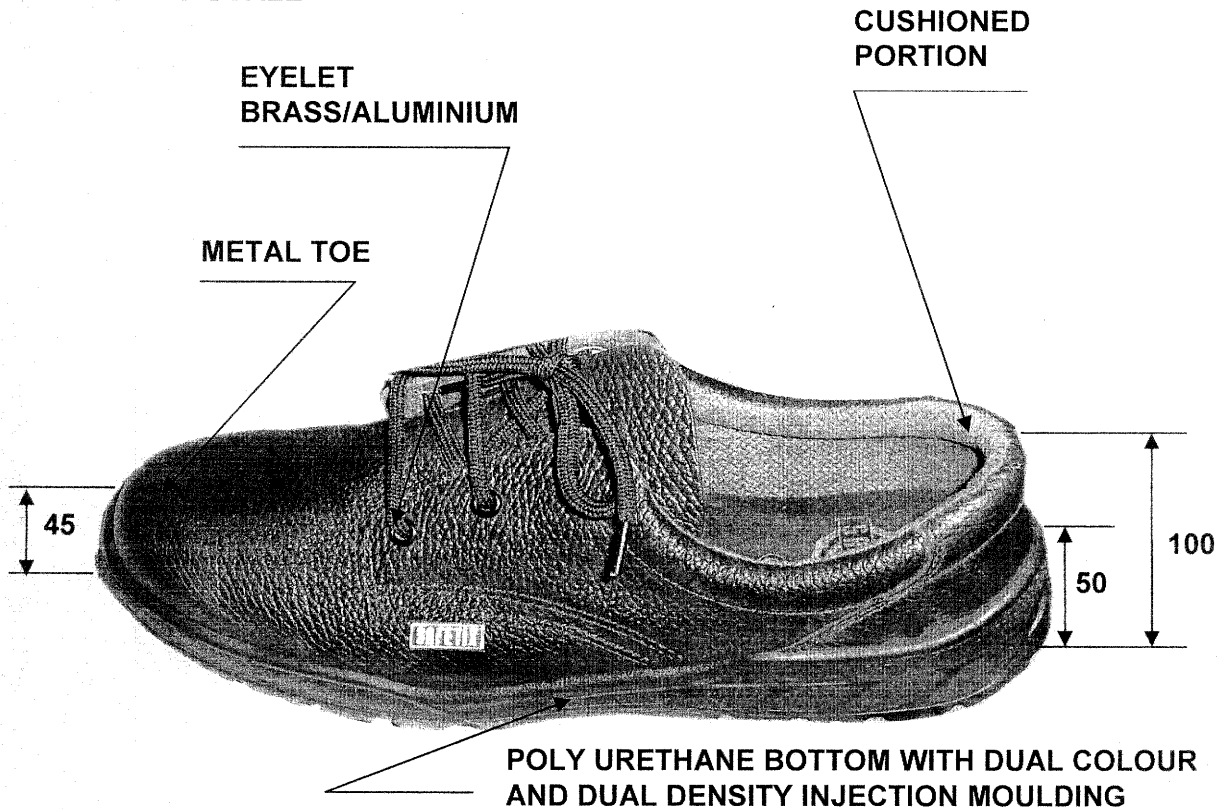 CUSHIONED
PORTION
EYELET
BRASS/ALUMINIUM
METAL TOE
45
100
50
POLY URETHANE BOTTOM WITH DUAL COLOUR
AND DUAL DENSITY INJECTION MOULDING